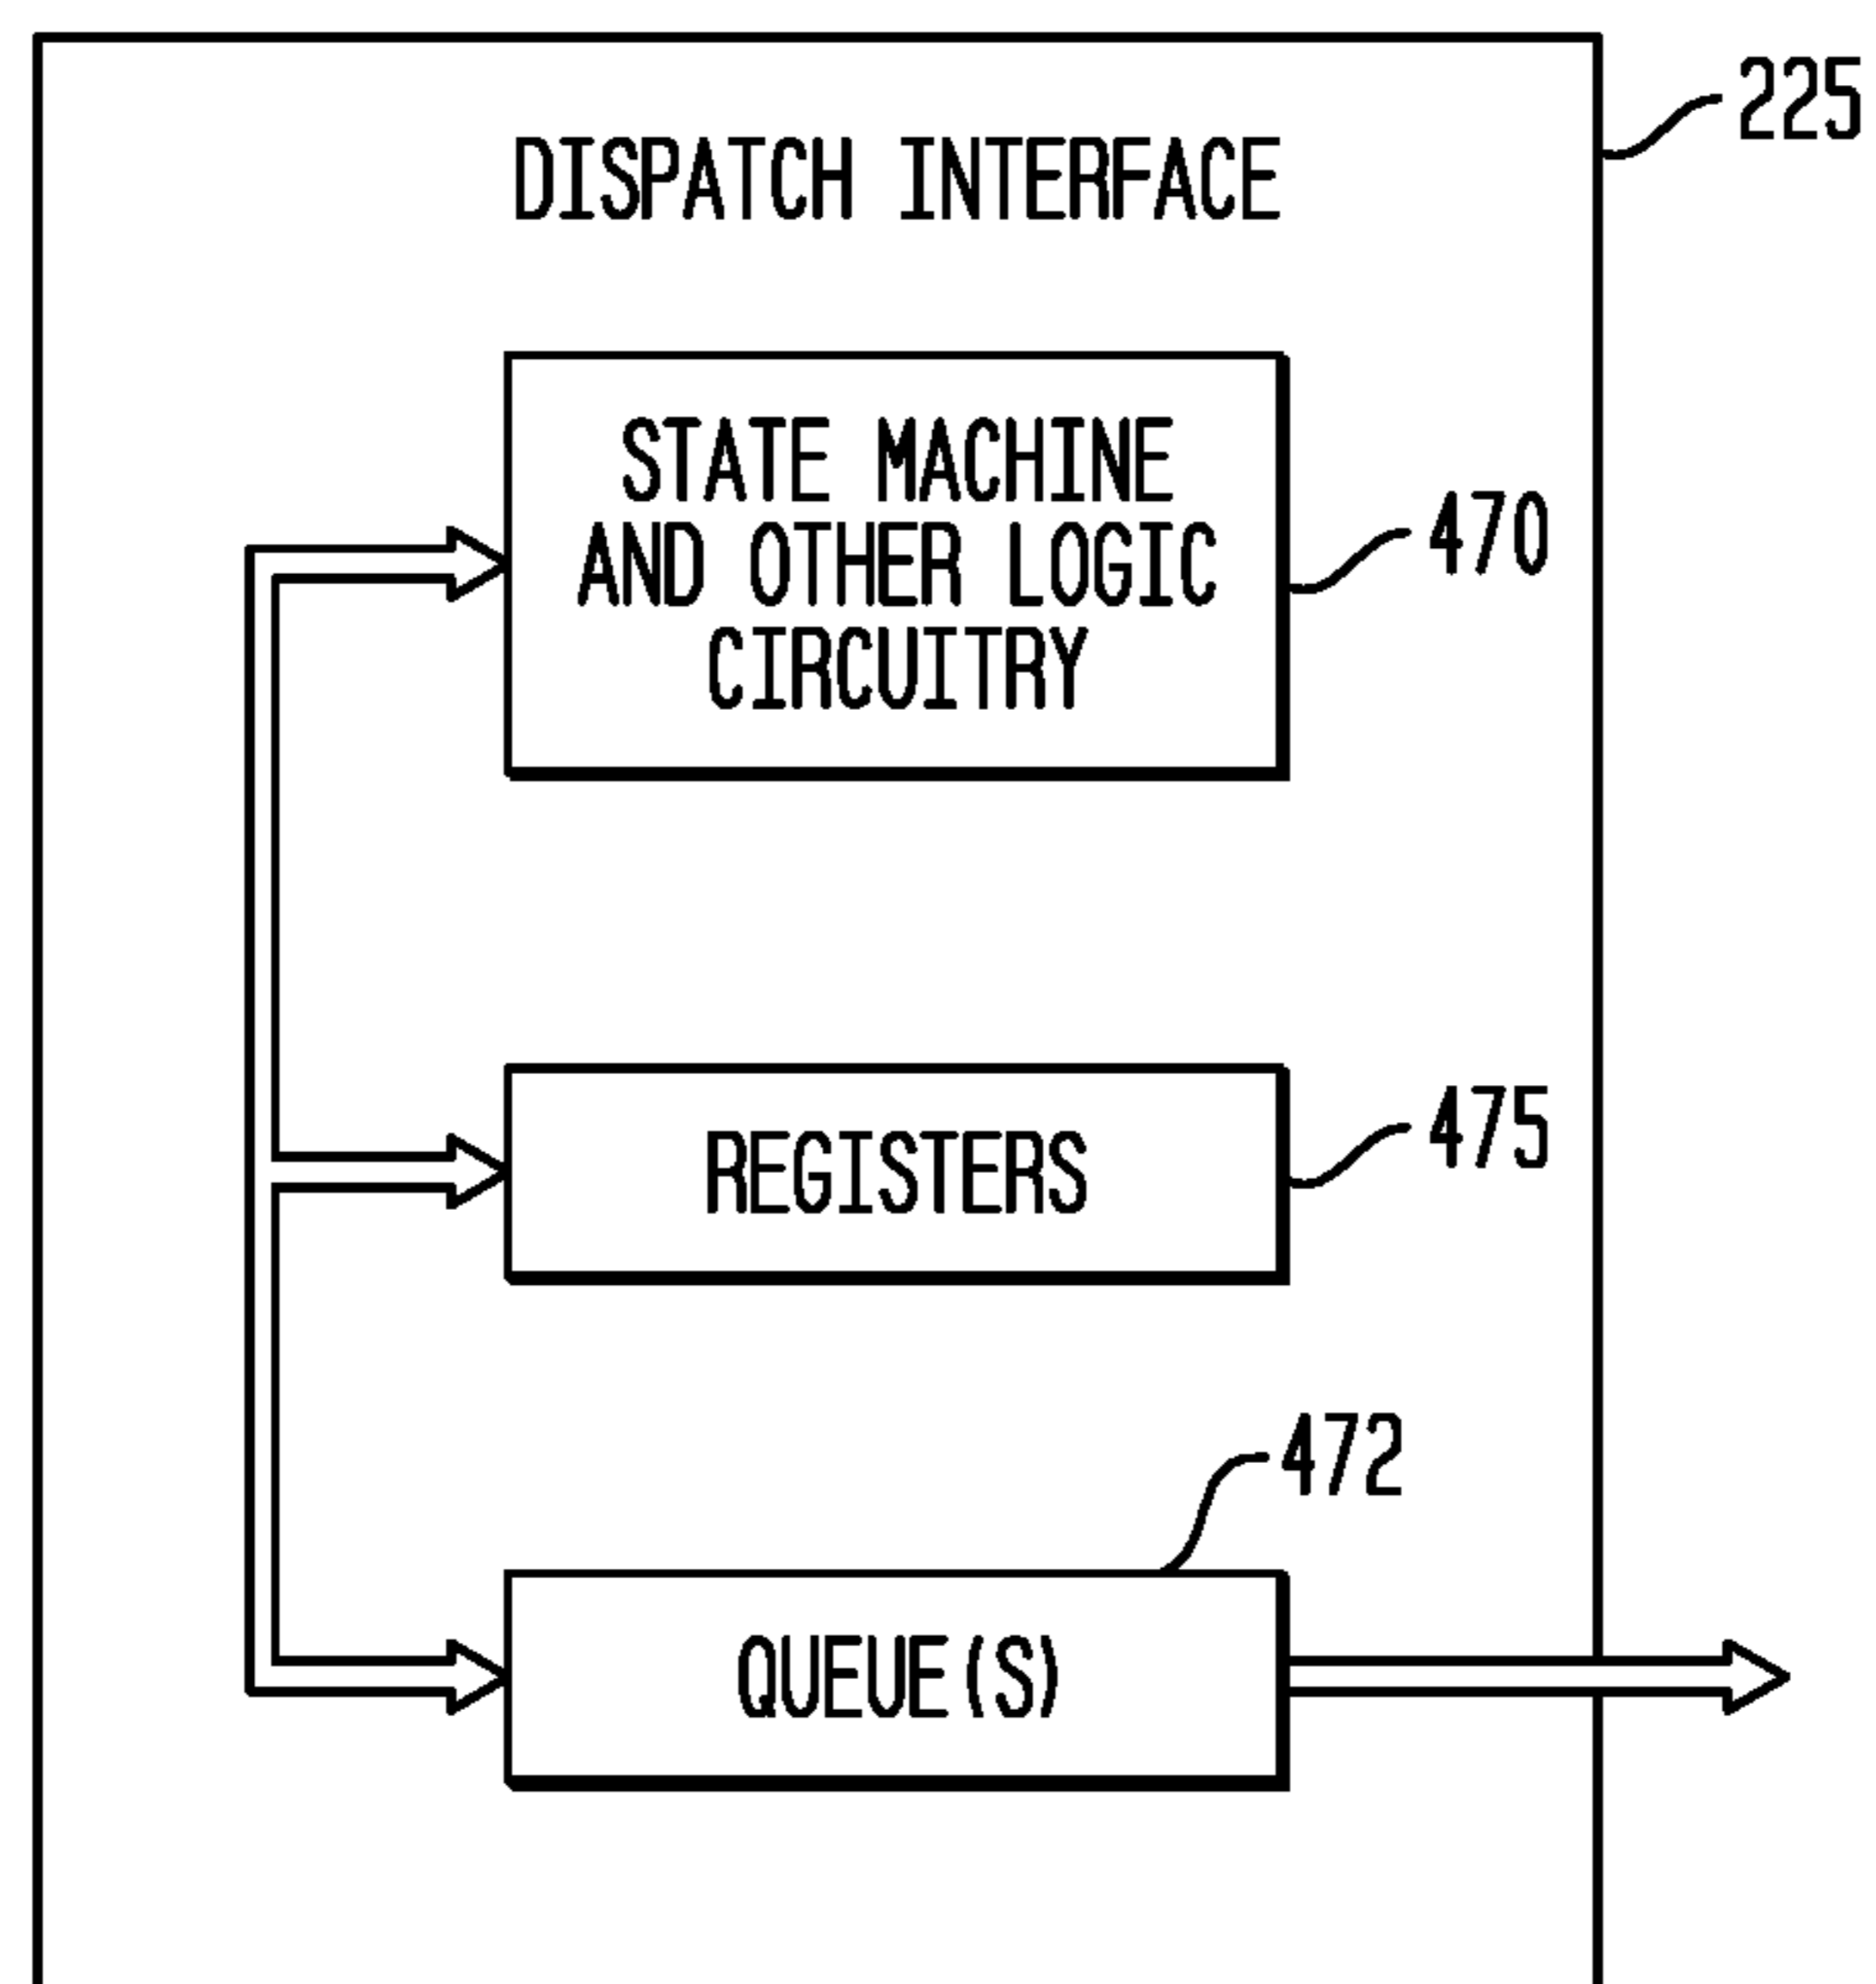 225
DISPATCH INTERFACE
STATE MACHINE
AND OTHER LOGIC
CIRCUITRY
470
REGISTERS
475
472
QUEUE(S)